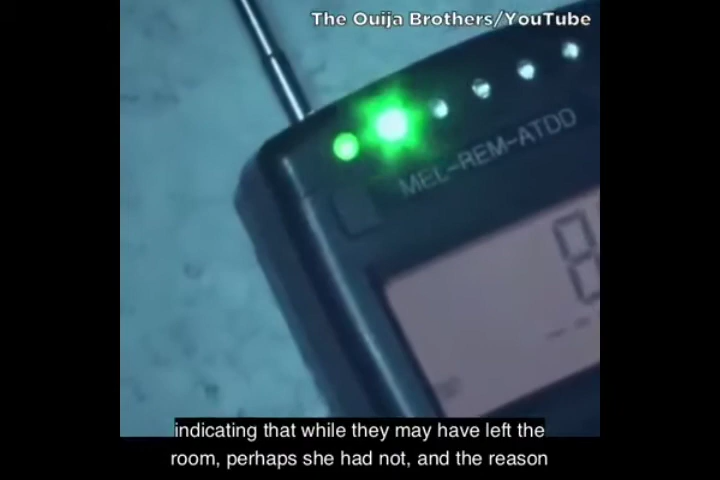 The Ouija Brothers/YouTube
MEL-REM-ATDD
8
indicating that while they may have left the
room, perhaps she had not, and the reason